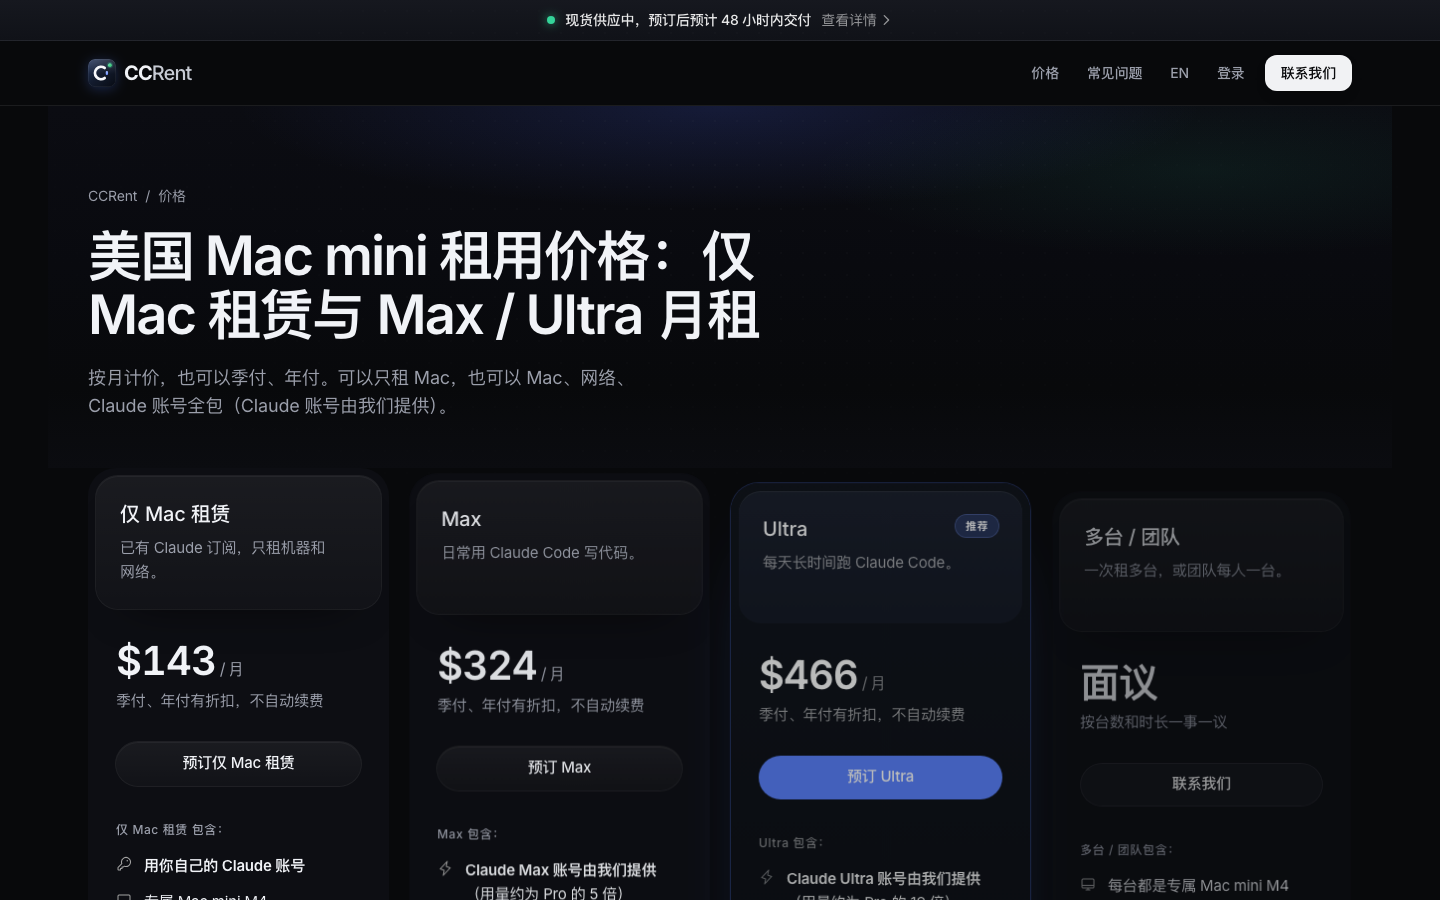 现货供应中，预订后预计 48 小时内交付 查看详情
CCRent
价格 常见问题 EN 登录 联系我们
CCRent / 价格
美国 Mac mini 租用价格：仅
Mac 租赁与 Max / Ultra 月租
按月计价，也可以季付、年付。可以只租 Mac，也可以 Mac、网络、
Claude 账号全包（Claude 账号由我们提供）。
仅 Mac 租赁
已有 Claude 订阅，只租机器和
网络。
$143 / 月
季付、年付有折扣，不自动续费
预订仅 Mac 租赁
仅 Mac 租赁 包含：
用你自己的 Claude 账号
专属 Mac mini M4
Max
日常用 Claude Code 写代码。
$324 / 月
季付、年付有折扣，不自动续费
预订 Max
Max 包含：
Claude Max 账号由我们提供
（用量约为 Pro 的 5 倍）
Ultra
推荐
每天长时间跑 Claude Code。
$466 / 月
季付、年付有折扣，不自动续费
预订 Ultra
Ultra 包含：
Claude Ultra 账号由我们提供
多台 / 团队
一次租多台，或团队每人一台。
面议
按台数和时长一事一议
联系我们
多台 / 团队包含：
每台都是专属 Mac mini M4